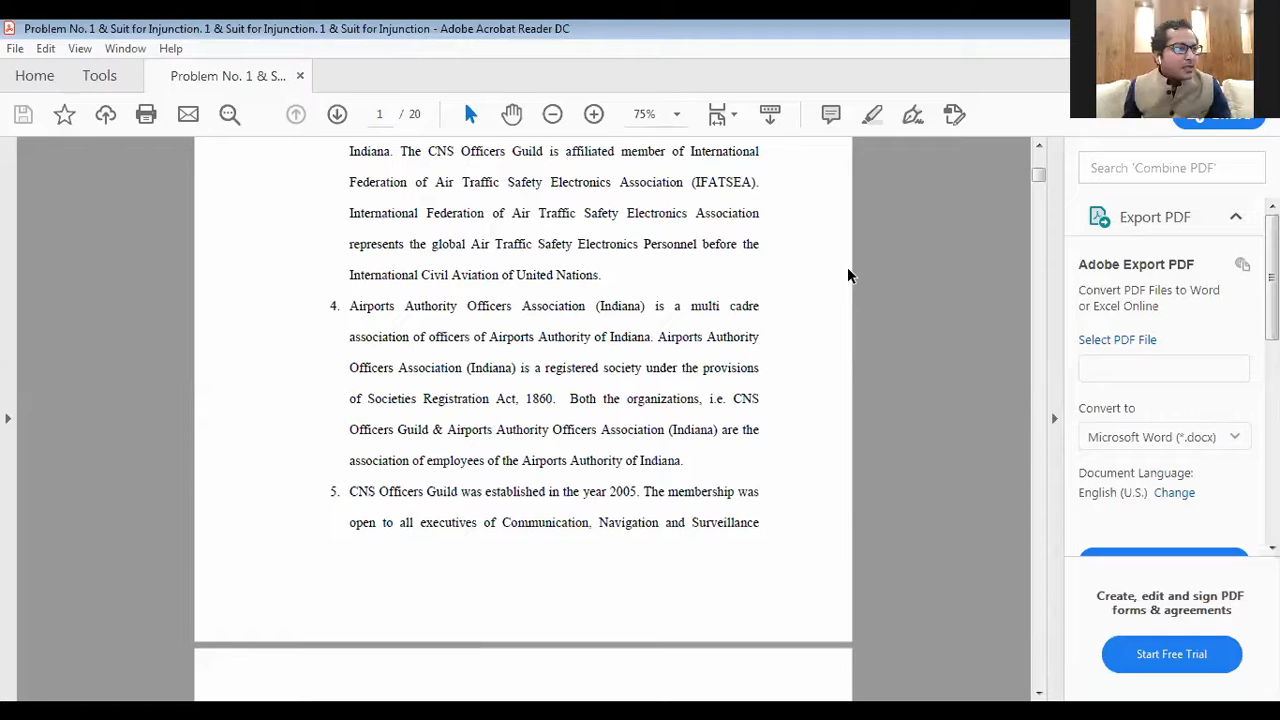 Problem No. 1 & Suit for Injunction. 1 & Suit for Injunction. 1 & Suit for Injunction - Adobe Acrobat Reader DC
File Edit View Window Help
Home Tools Problem No. 1 & S... ×
1 / 20 75%
Indiana. The CNS Officers Guild is affiliated member of International
Federation of Air Traffic Safety Electronics Association (IFATSEA).
International Federation of Air Traffic Safety Electronics Association
represents the global Air Traffic Safety Electronics Personnel before the
International Civil Aviation of United Nations.
4. Airports Authority Officers Association (Indiana) is a multi cadre
association of officers of Airports Authority of Indiana. Airports Authority
Officers Association (Indiana) is a registered society under the provisions
of Societies Registration Act, 1860. Both the organizations, i.e. CNS
Officers Guild & Airports Authority Officers Association (Indiana) are the
association of employees of the Airports Authority of Indiana.
5. CNS Officers Guild was established in the year 2005. The membership was
open to all executives of Communication, Navigation and Surveillance
Search 'Combine PDF'
Export PDF
Adobe Export PDF
Convert PDF Files to Word
or Excel Online
Select PDF File
Convert to
Microsoft Word (*.docx)
Document Language:
English (U.S.) Change
Create, edit and sign PDF
forms & agreements
Start Free Trial